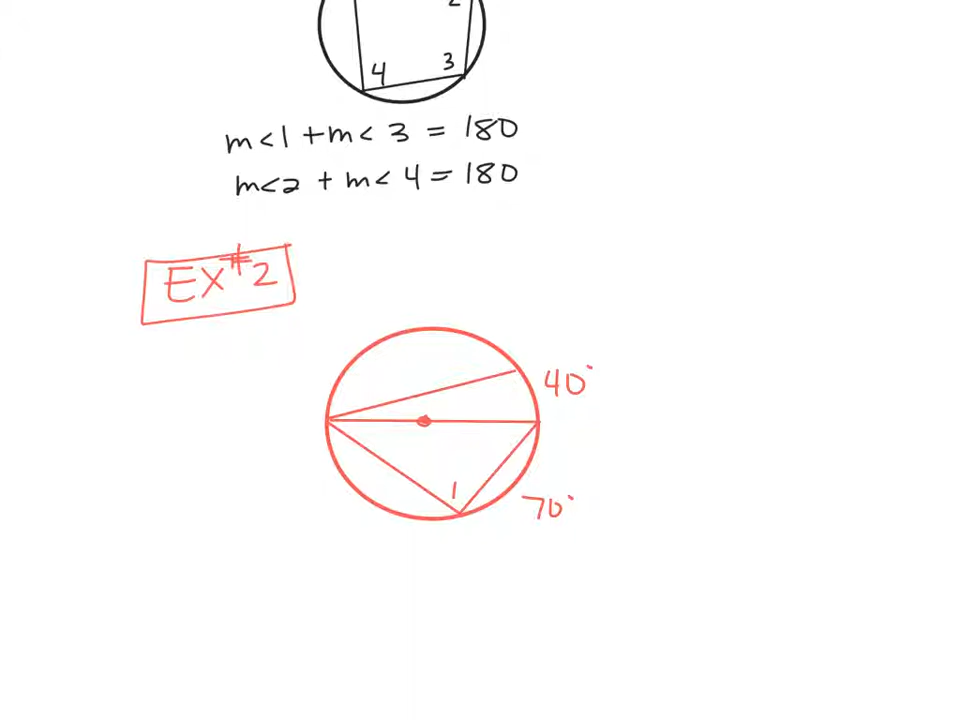 2
4 3
m<1 + m<3 = 180
m<2 + m<4 = 180
EX#2
40°
1
70°